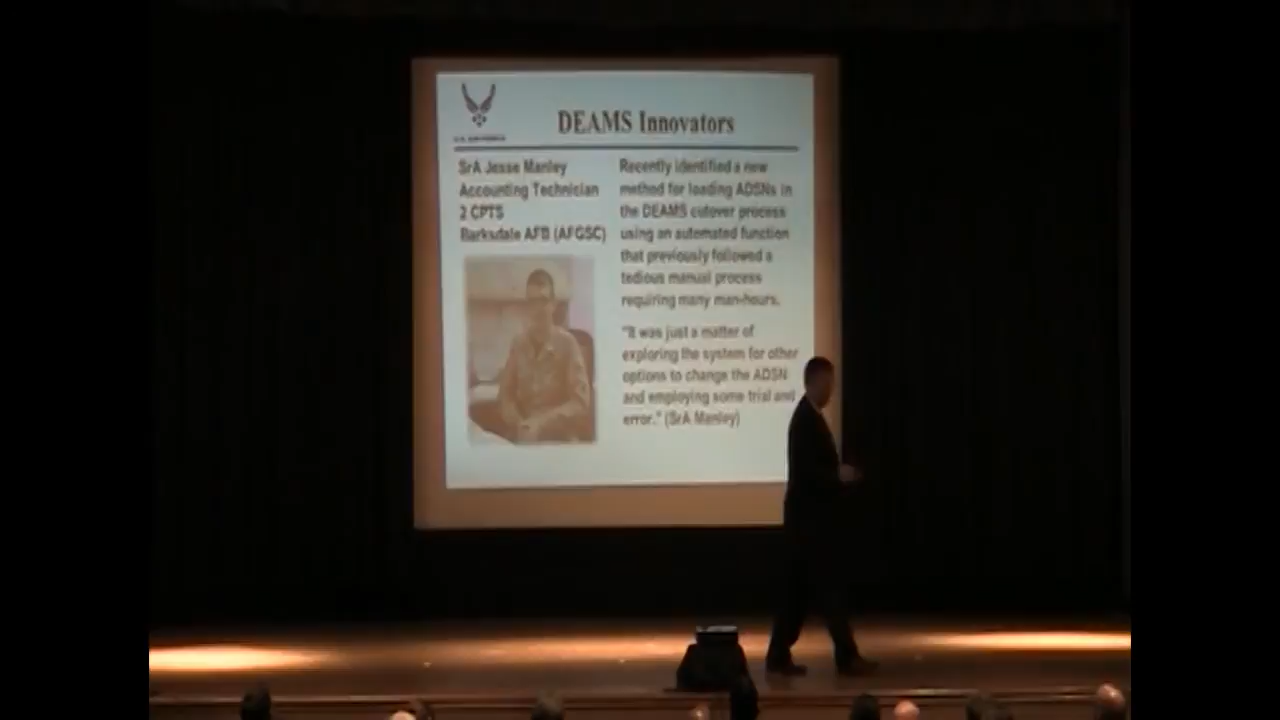 U.S. AIR FORCE
DEAMS Innovators
SrA Jesse Manley
Accounting Technician
2 CPTS
Barksdale AFB (AFGSC)
Recently identified a new
method for loading ADSNs in
the DEAMS cutover process
using an automated function
that previously followed a
tedious manual process
requiring many man-hours.
"It was just a matter of
exploring the system for other
options to change the ADSN
and employing some trial and
error." (SrA Manley)